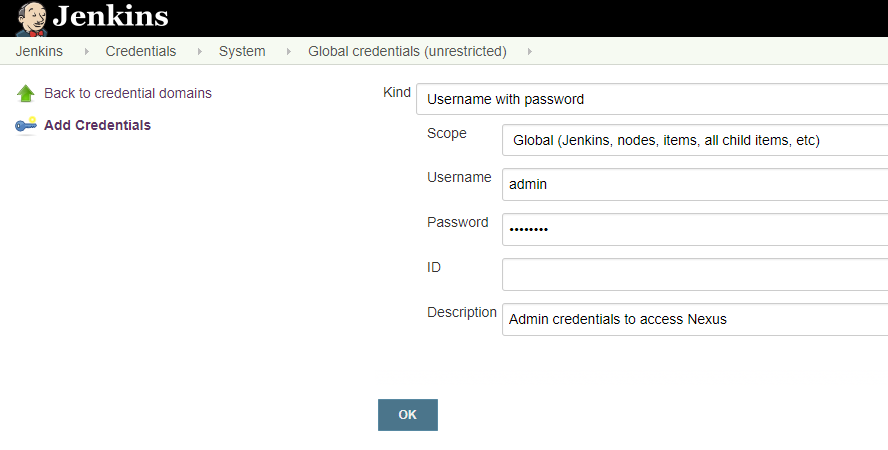 Jenkins
Jenkins Credentials System Global credentials (unrestricted)
Back to credential domains
Add Credentials
Kind Username with password
Scope Global (Jenkins, nodes, items, all child items, etc)
Username admin
Password ••••••••
ID
Description Admin credentials to access Nexus
OK